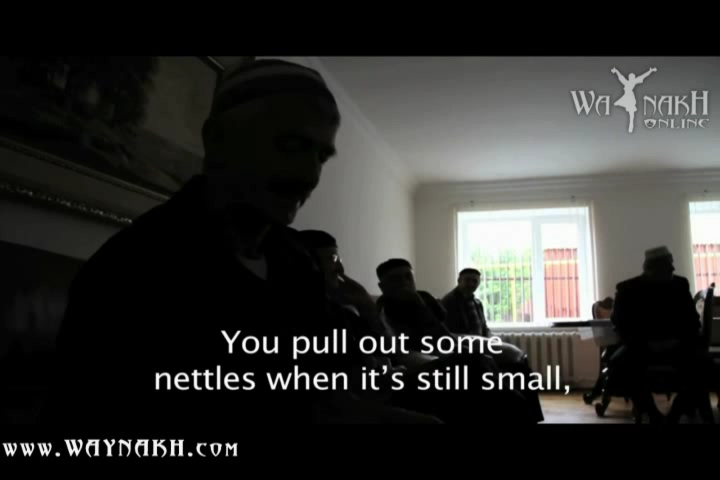 WAYNAKH
ONLINE
You pull out some
nettles when it's still small,
www.WAYNAKH.com